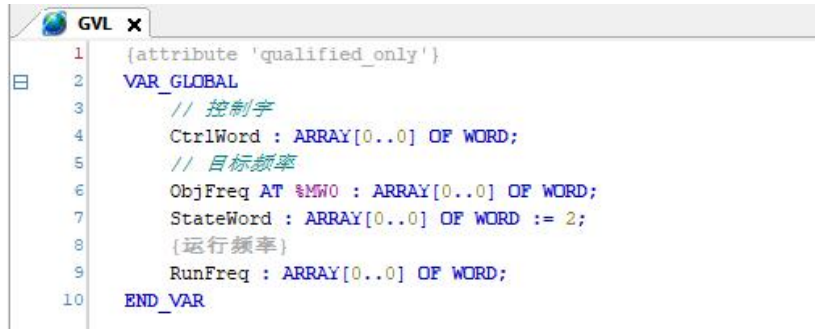 GVL X
1 {attribute 'qualified_only'}
2 VAR_GLOBAL
3 // 控制字
4 CtrlWord : ARRAY[0..0] OF WORD;
5 // 目标频率
6 ObjFreq AT %MW0 : ARRAY[0..0] OF WORD;
7 StateWord : ARRAY[0..0] OF WORD := 2;
8 {运行频率}
9 RunFreq : ARRAY[0..0] OF WORD;
10 END_VAR